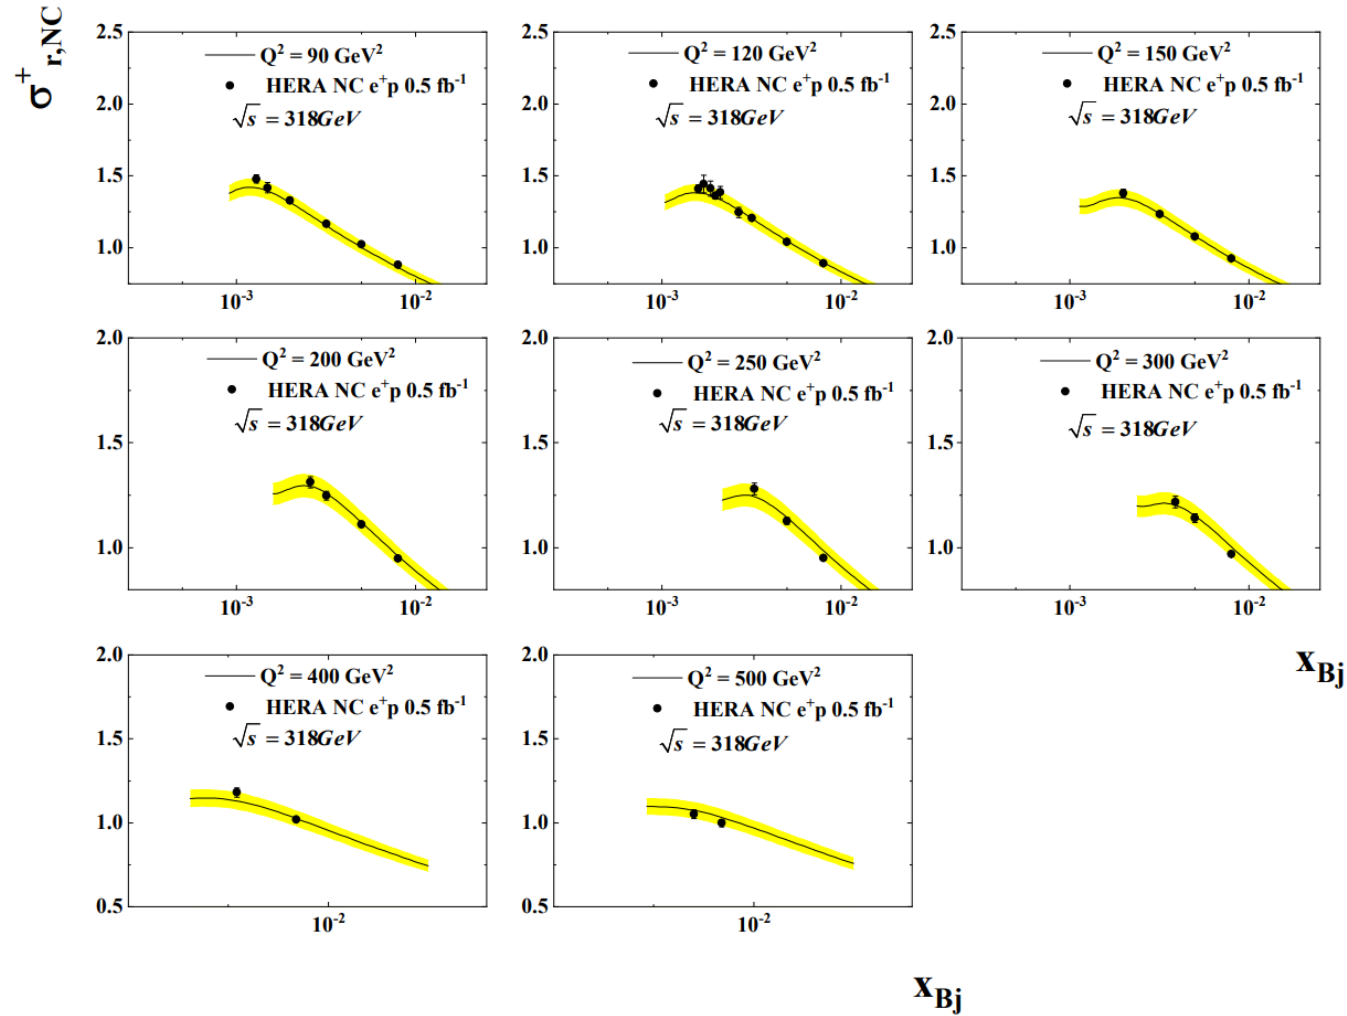 σ⁺r,NC
2.5
2.0
1.5
1.0
10⁻³
10⁻²
Q² = 90 GeV²
HERA NC e⁺p 0.5 fb⁻¹
√s = 318GeV
2.5
2.0
1.5
1.0
10⁻³
10⁻²
Q² = 120 GeV²
HERA NC e⁺p 0.5 fb⁻¹
√s = 318GeV
2.5
2.0
1.5
1.0
10⁻³
10⁻²
Q² = 150 GeV²
HERA NC e⁺p 0.5 fb⁻¹
√s = 318GeV
2.0
1.5
1.0
10⁻³
10⁻²
Q² = 200 GeV²
HERA NC e⁺p 0.5 fb⁻¹
√s = 318GeV
2.0
1.5
1.0
10⁻³
10⁻²
Q² = 250 GeV²
HERA NC e⁺p 0.5 fb⁻¹
√s = 318GeV
2.0
1.5
1.0
10⁻³
10⁻²
Q² = 300 GeV²
HERA NC e⁺p 0.5 fb⁻¹
√s = 318GeV
xBj
2.0
1.5
1.0
0.5
10⁻²
Q² = 400 GeV²
HERA NC e⁺p 0.5 fb⁻¹
√s = 318GeV
2.0
1.5
1.0
0.5
10⁻²
Q² = 500 GeV²
HERA NC e⁺p 0.5 fb⁻¹
√s = 318GeV
xBj